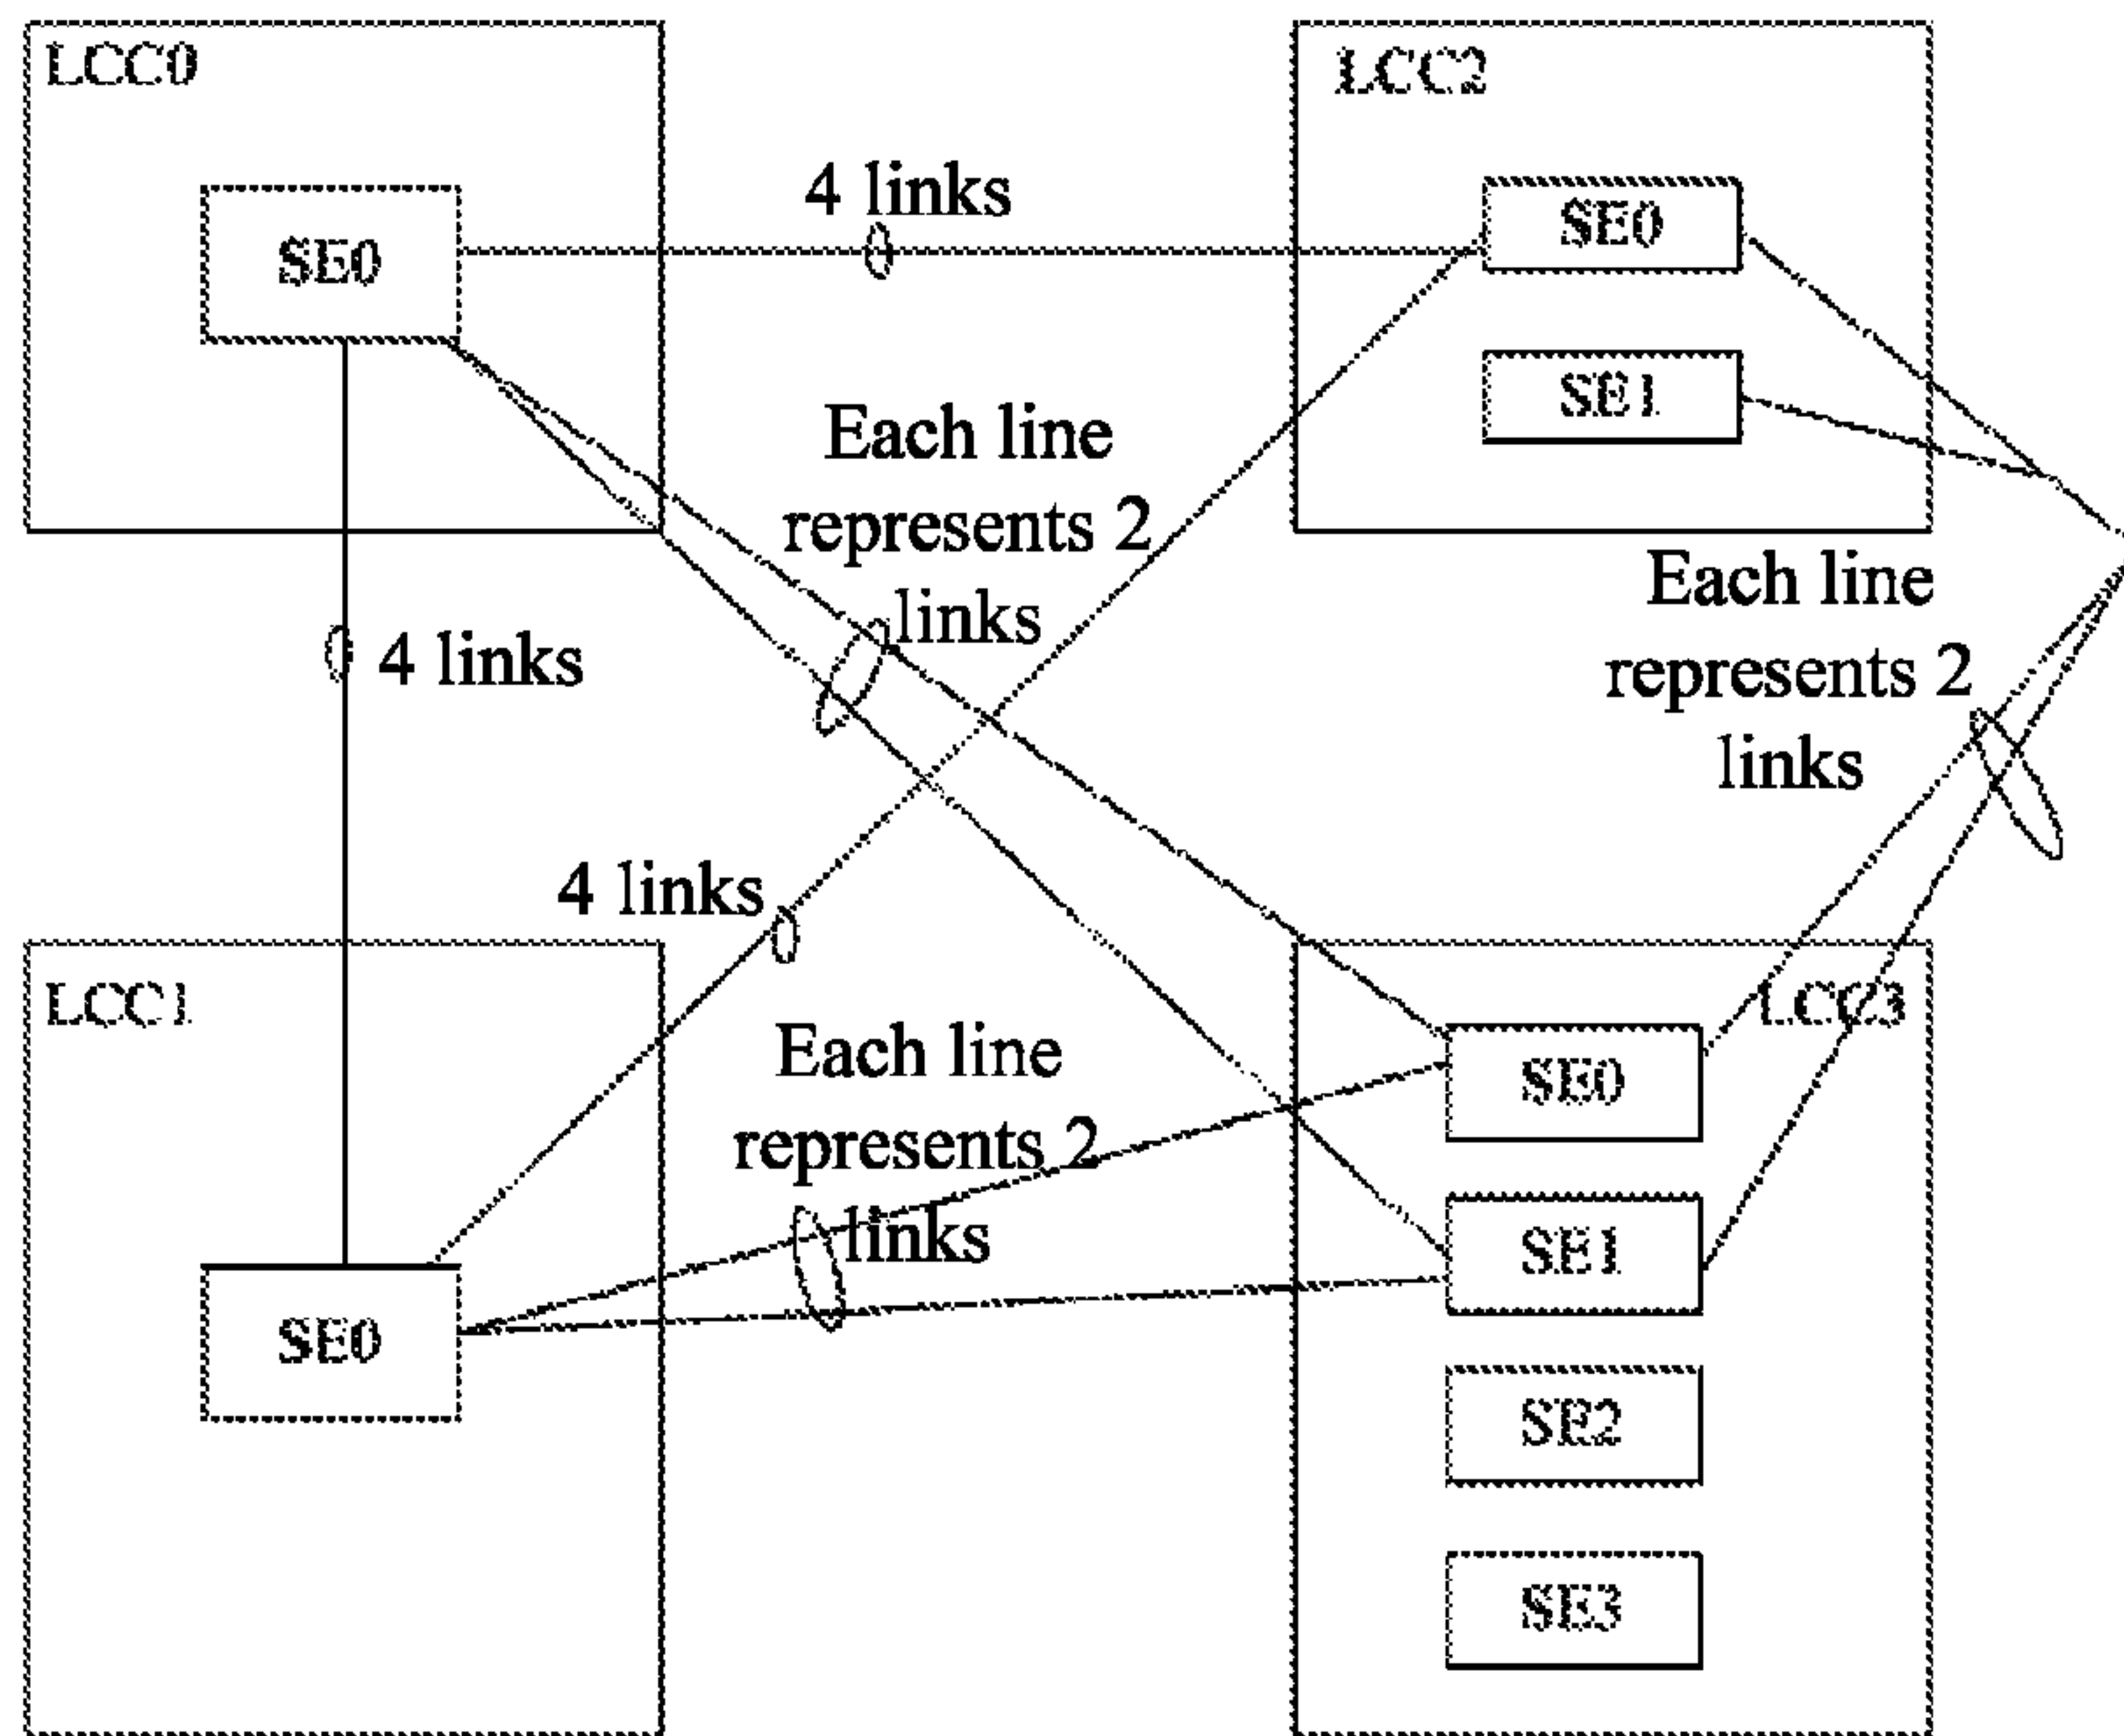 LCC0
LCC2
4 links
SE0
SE0
SE1
Each line
represents 2
links
Each line
represents 2
links
4 links
4 links
LCC1
LCC3
Each line
represents 2
links
SE0
SE0
SE1
SE2
SE3